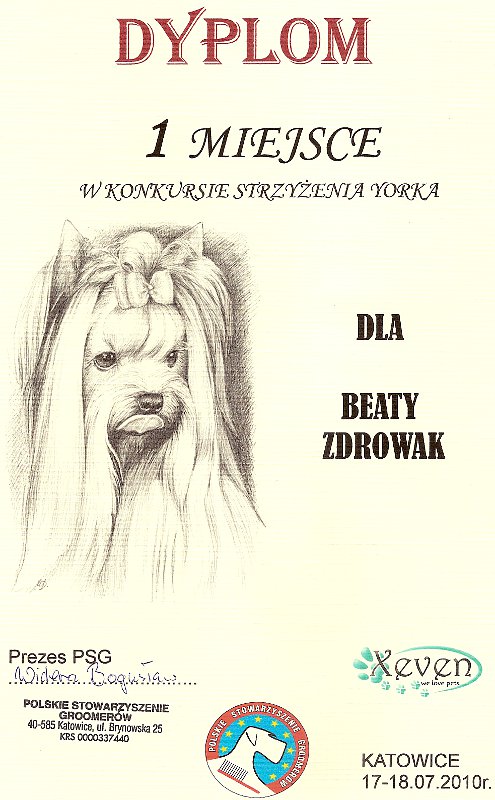 DYPLOM
1 MIEJSCE
W KONKURSIE STRZYŻENIA YORKA
DLA
BEATY
ZDROWAK
Prezes PSG
Widera Bogusław
POLSKIE STOWARZYSZENIE
GROOMERÓW
40-585 Katowice, ul. Brynowska 25
KRS 0000337440
POLSKIE STOWARZYSZENIE GROOMERÓW
Xeven
we love pets
KATOWICE
17-18.07.2010r.